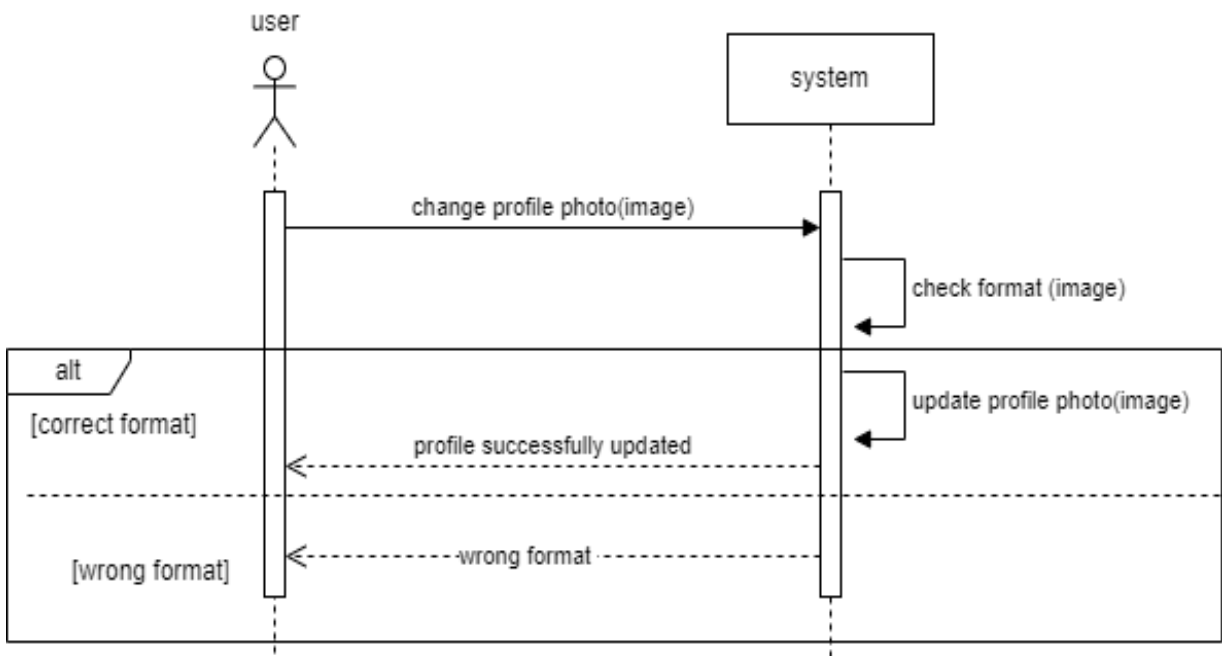 user
system
change profile photo(image)
check format (image)
alt
update profile photo(image)
[correct format]
profile successfully updated
wrong format
[wrong format]